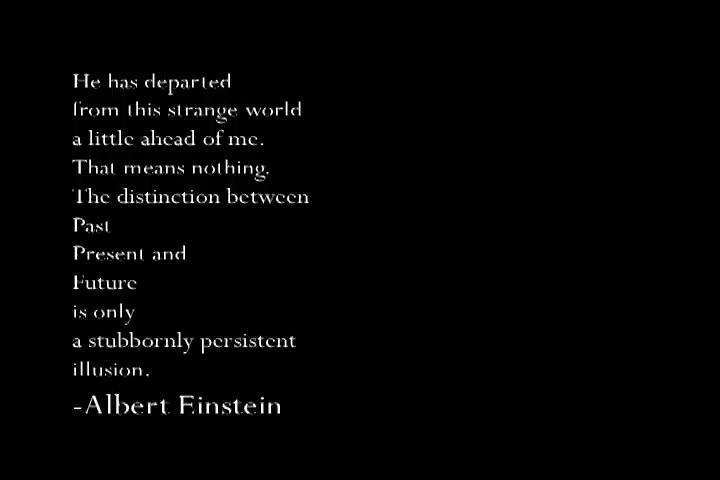 He has departed
from this strange world
a little ahead of me.
That means nothing.
The distinction between
Past
Present and
Future
is only
a stubbornly persistent
illusion.
-Albert Einstein